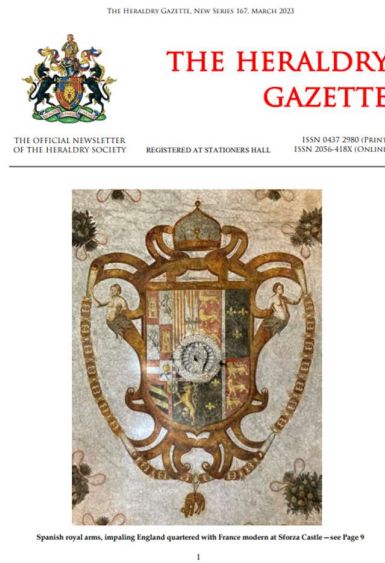 THE HERALDRY GAZETTE, NEW SERIES 167, MARCH 2023
THE HERALDRY
GAZETTE
THE OFFICIAL NEWSLETTER
OF THE HERALDRY SOCIETY
REGISTERED AT STATIONERS HALL
ISSN 0437 2980 (PRINT
ISSN 2056-418X (ONLINE
Spanish royal arms, impaling England quartered with France modern at Sforza Castle – see Page 9
1